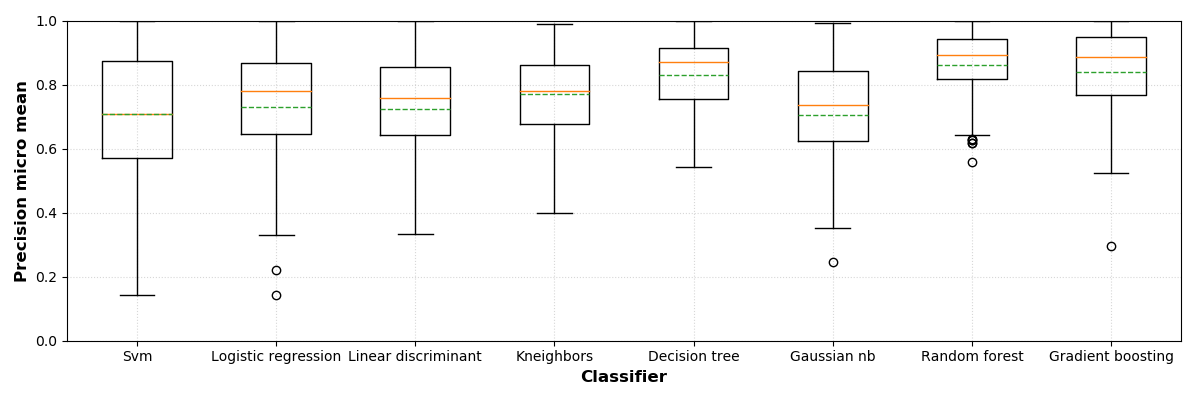 Precision micro mean
1.0
0.8
0.6
0.4
0.2
0.0
Svm Logistic regression Linear discriminant Kneighbors Decision tree Gaussian nb Random forest Gradient boosting
Classifier